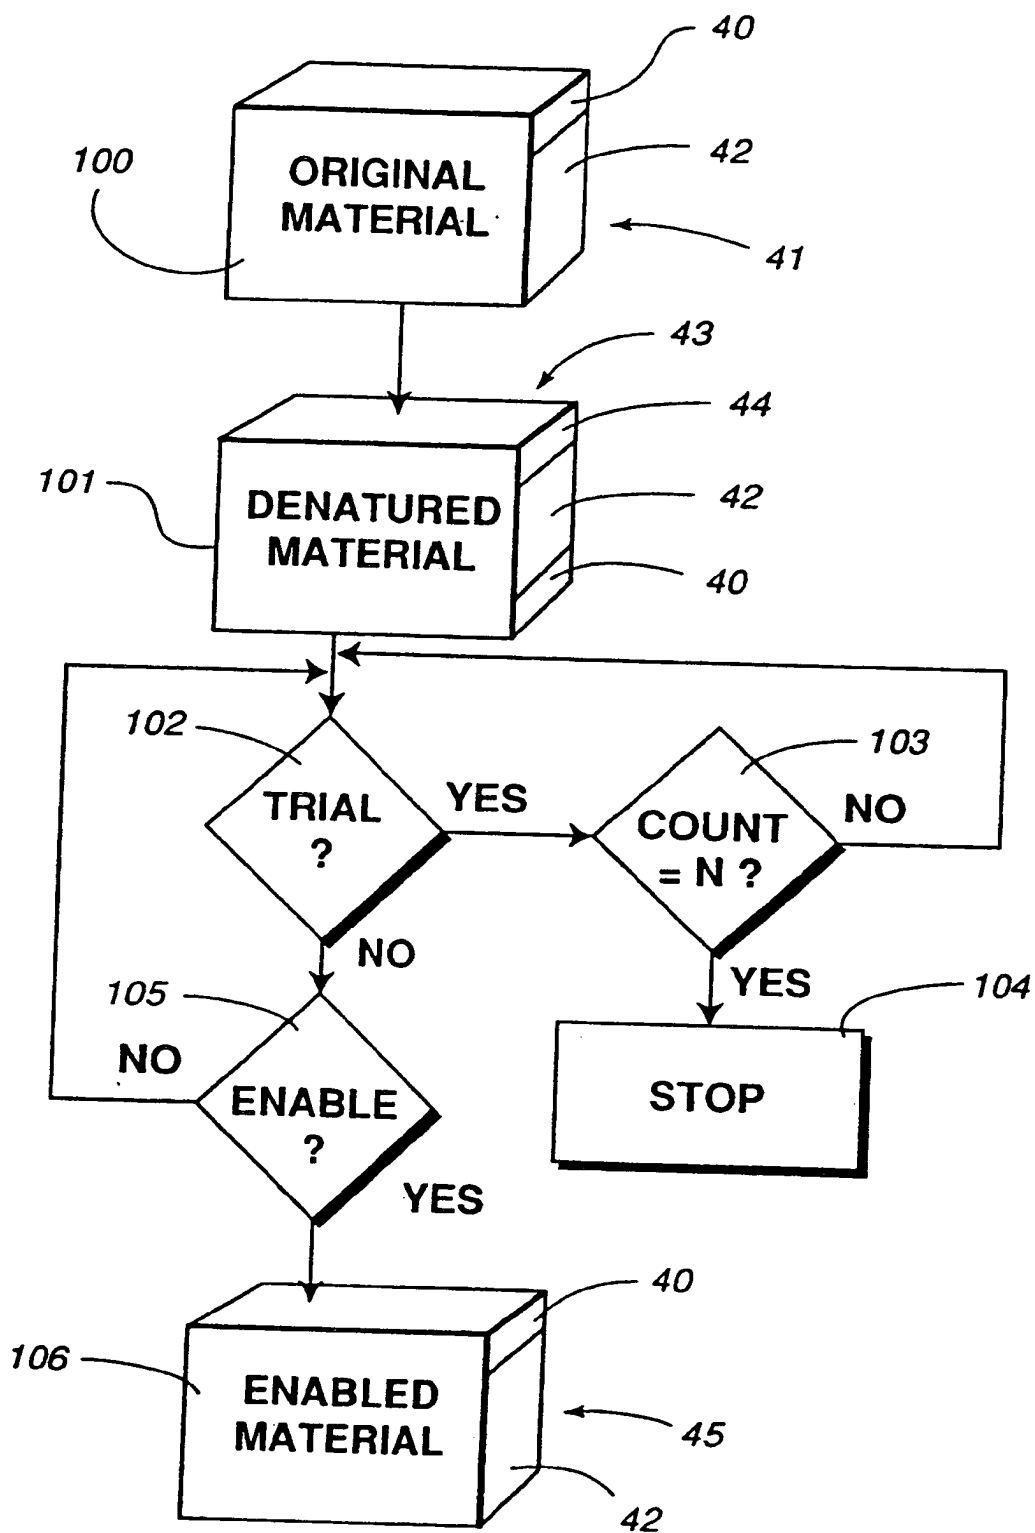 40
100
ORIGINAL
MATERIAL
42
41
43
44
101
DENATURED
MATERIAL
42
40
102
TRIAL
?
YES
103
COUNT
= N ?
NO
NO
YES
105
104
NO
ENABLE
?
STOP
YES
40
106
ENABLED
MATERIAL
45
42